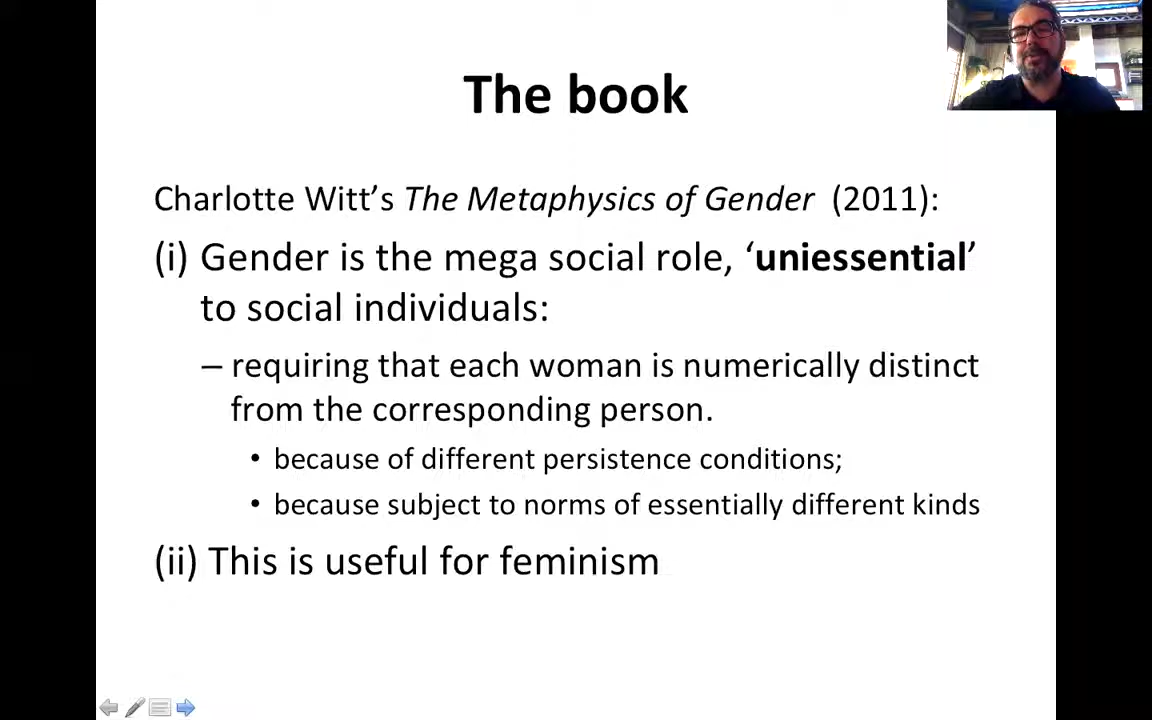 The book
Charlotte Witt’s The Metaphysics of Gender (2011):
(i) Gender is the mega social role, ‘uniessential’
to social individuals:
– requiring that each woman is numerically distinct
from the corresponding person.
• because of different persistence conditions;
• because subject to norms of essentially different kinds
(ii) This is useful for feminism